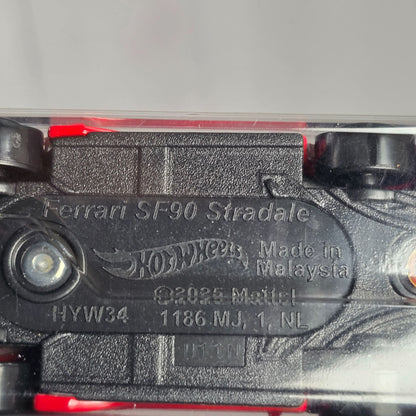 Ferrari SF90 Stradale
Hot Wheels
Made in
Malaysia
©2025 Mattel
HYW34
1186 MJ, 1, NL